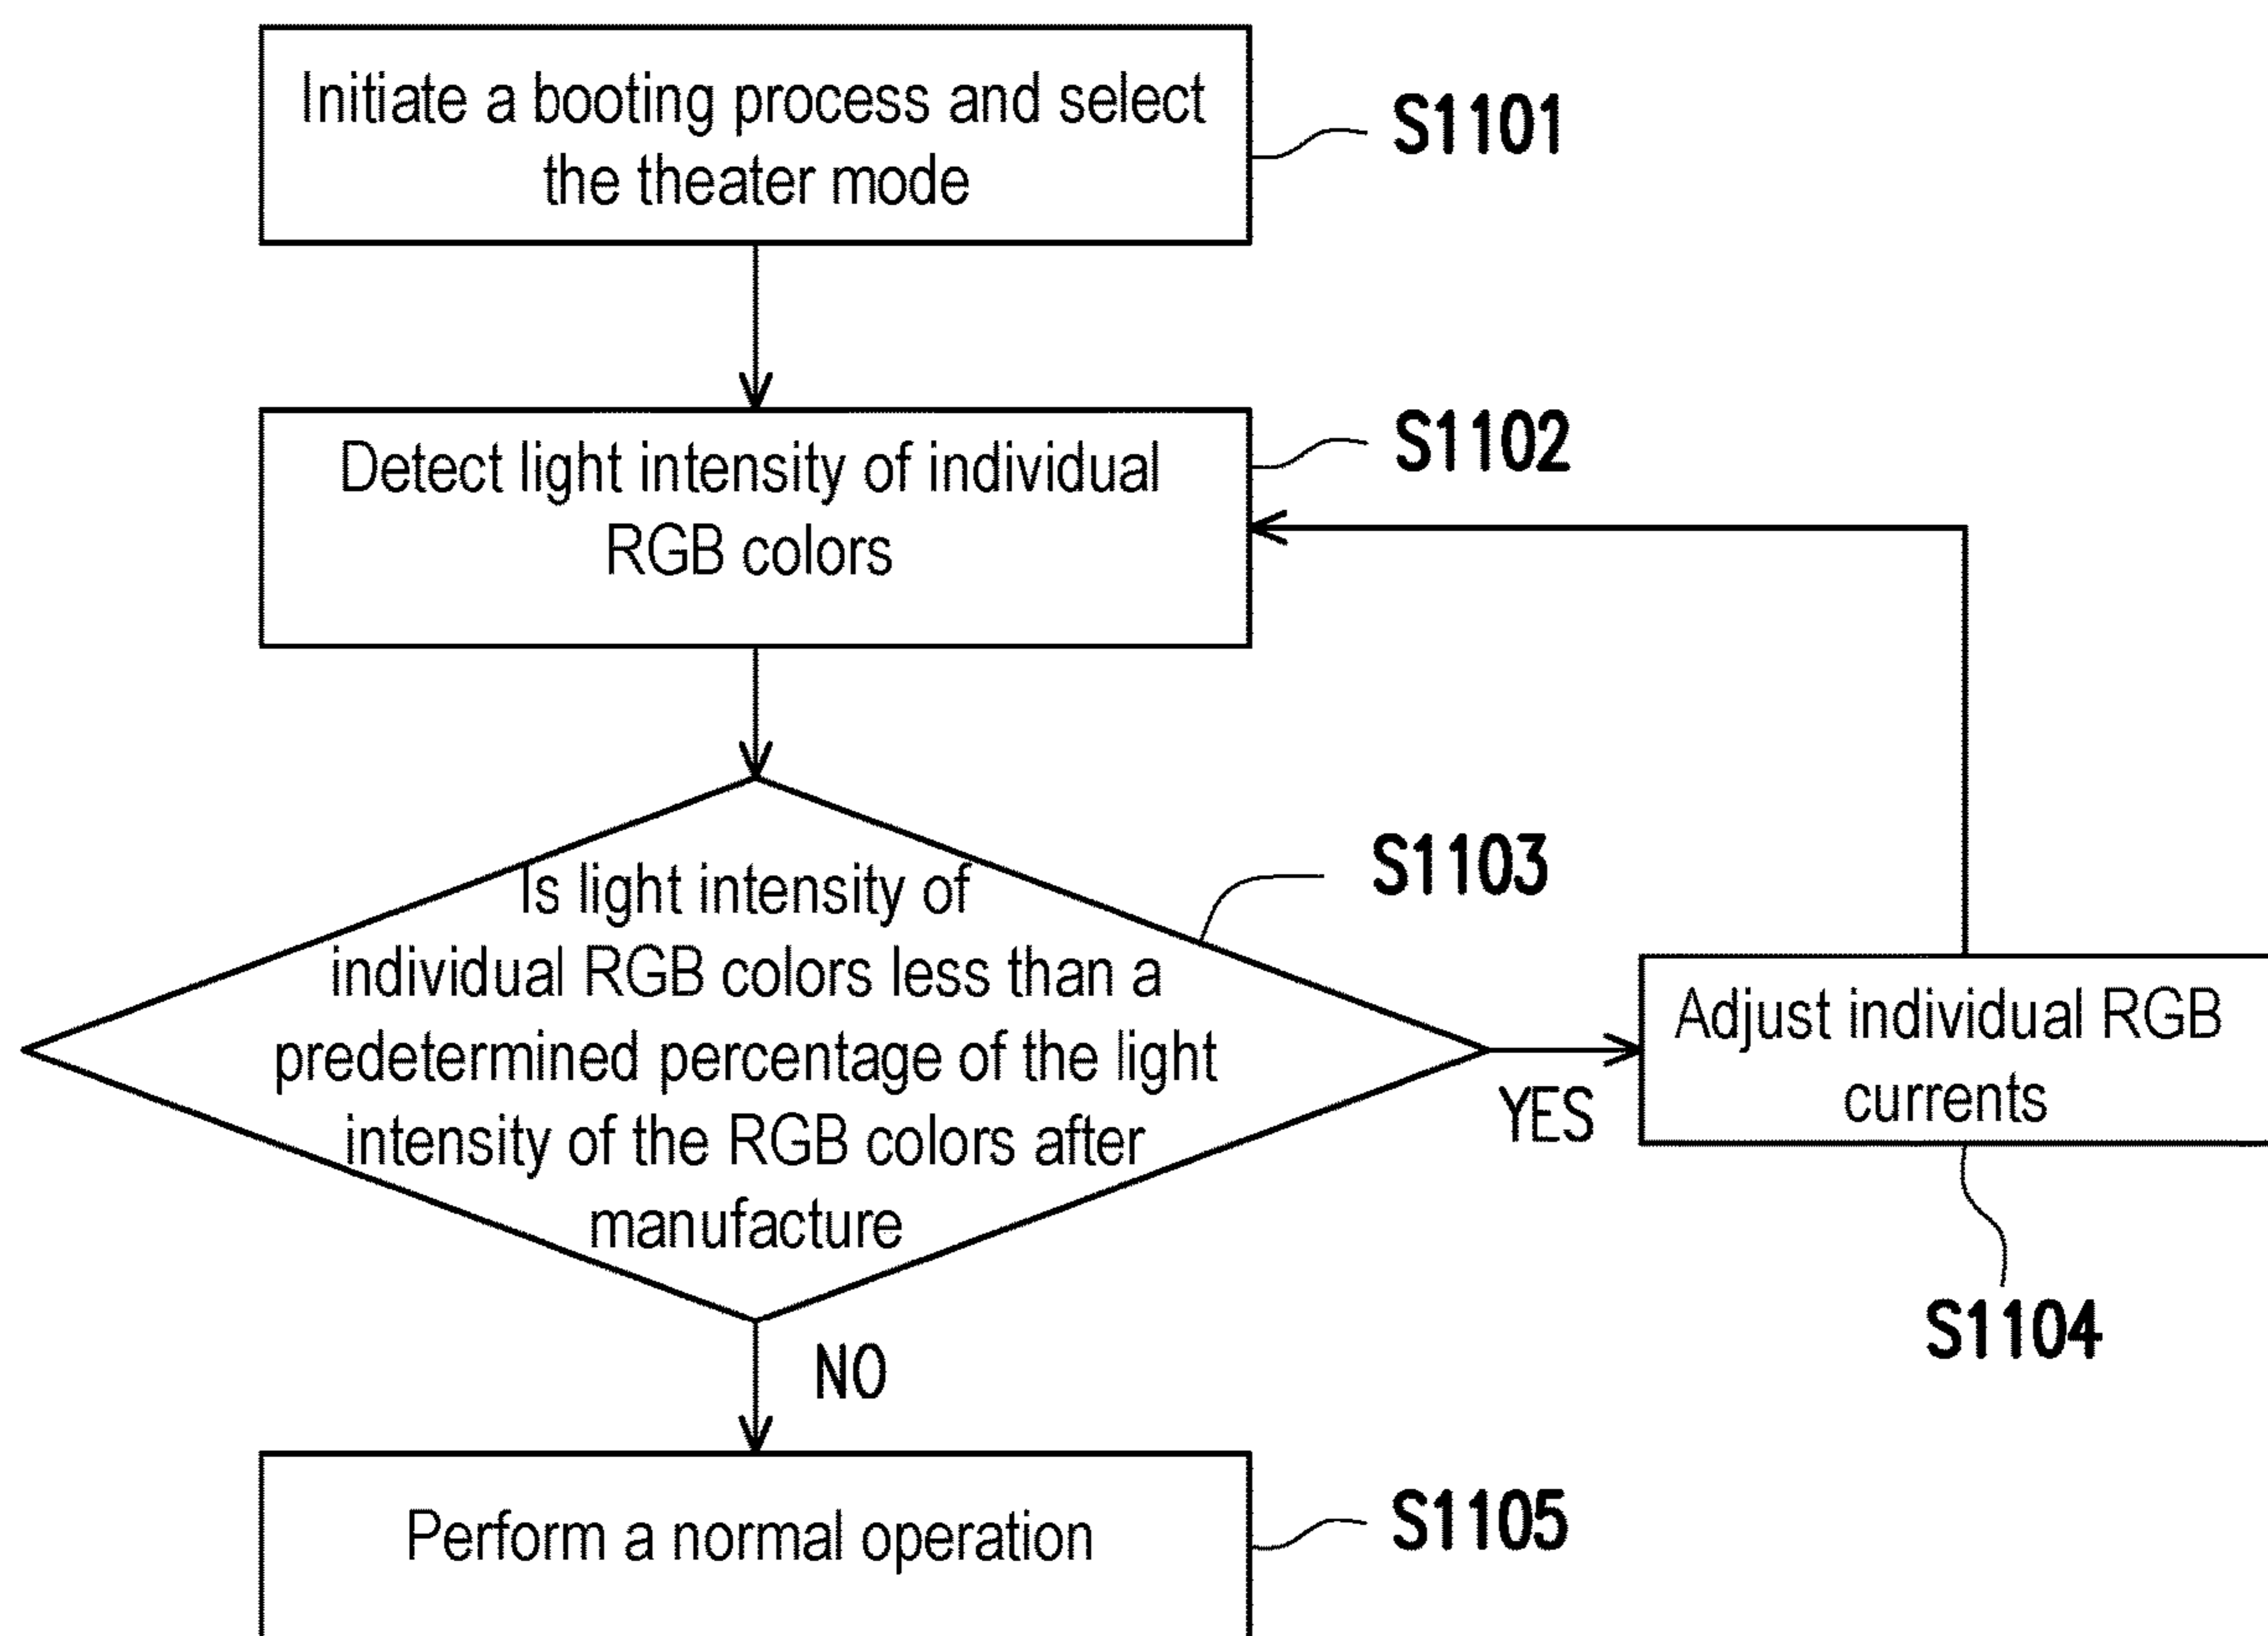 Initiate a booting process and select
the theater mode
S1101
Detect light intensity of individual
RGB colors
S1102
Is light intensity of
individual RGB colors less than a
predetermined percentage of the light
intensity of the RGB colors after
manufacture
S1103
YES
Adjust individual RGB
currents
S1104
NO
Perform a normal operation
S1105